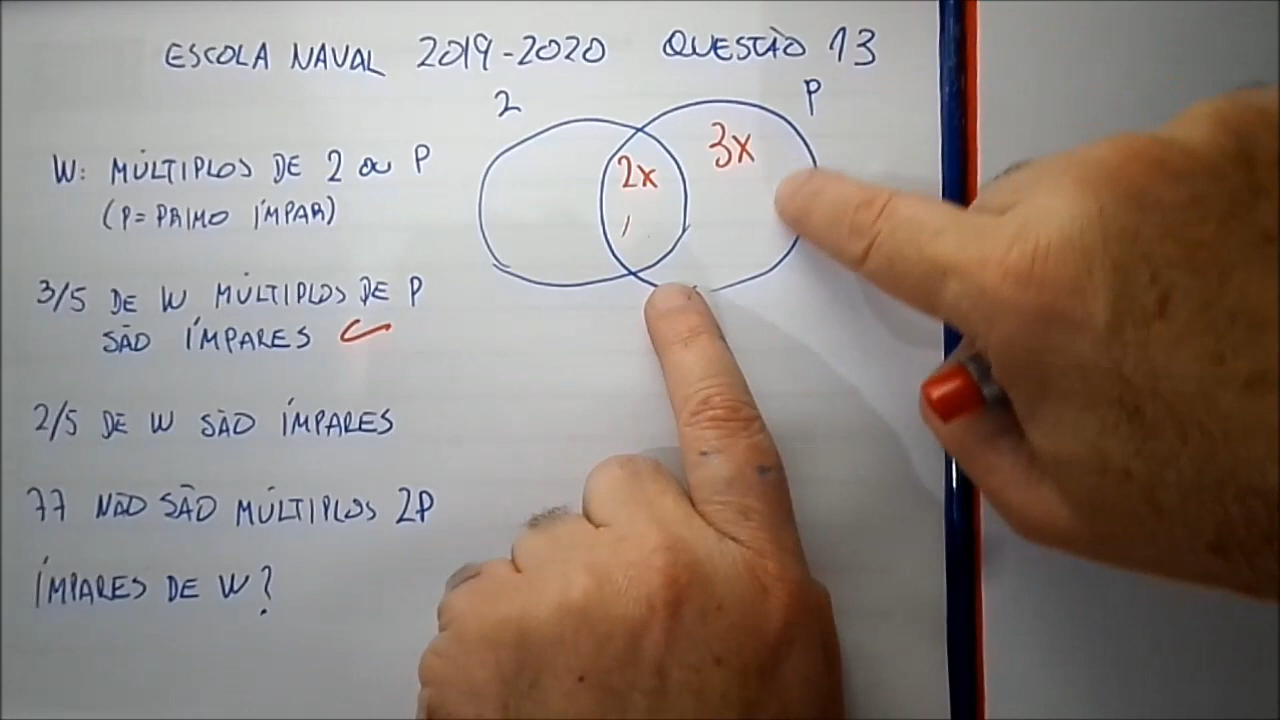 ESCOLA NAVAL 2019-2020 QUESTÃO 13
2 P
W: MÚLTIPLOS DE 2 OU P
(P=PRIMO ÍMPAR)
2x 3x
3/5 DE W MÚLTIPLOS DE P
SÃO ÍMPARES
2/5 DE W SÃO ÍMPARES
77 NÃO SÃO MÚLTIPLOS 2P
ÍMPARES DE W?